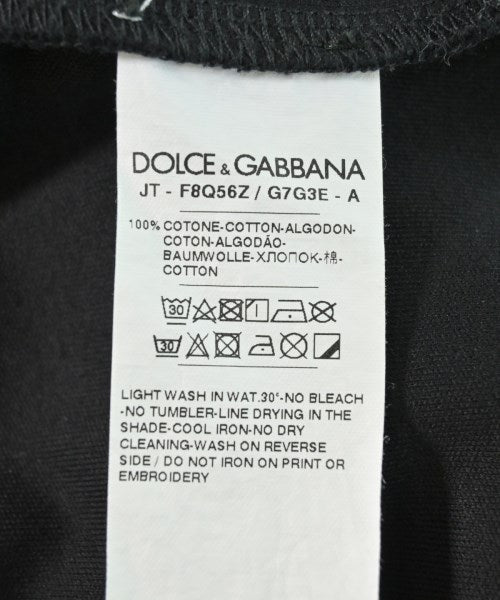 DOLCE & GABBANA
JT - F8Q56Z / G7G3E - A
100% COTONE-COTTON-ALGODON-
COTON-ALGODÃO-
BAUMWOLLE-ХЛОПОК-棉-
COTTON
30
30
LIGHT WASH IN WAT.30°-NO BLEACH
-NO TUMBLER-LINE DRYING IN THE
SHADE-COOL IRON-NO DRY
CLEANING-WASH ON REVERSE
SIDE / DO NOT IRON ON PRINT OR
EMBROIDERY